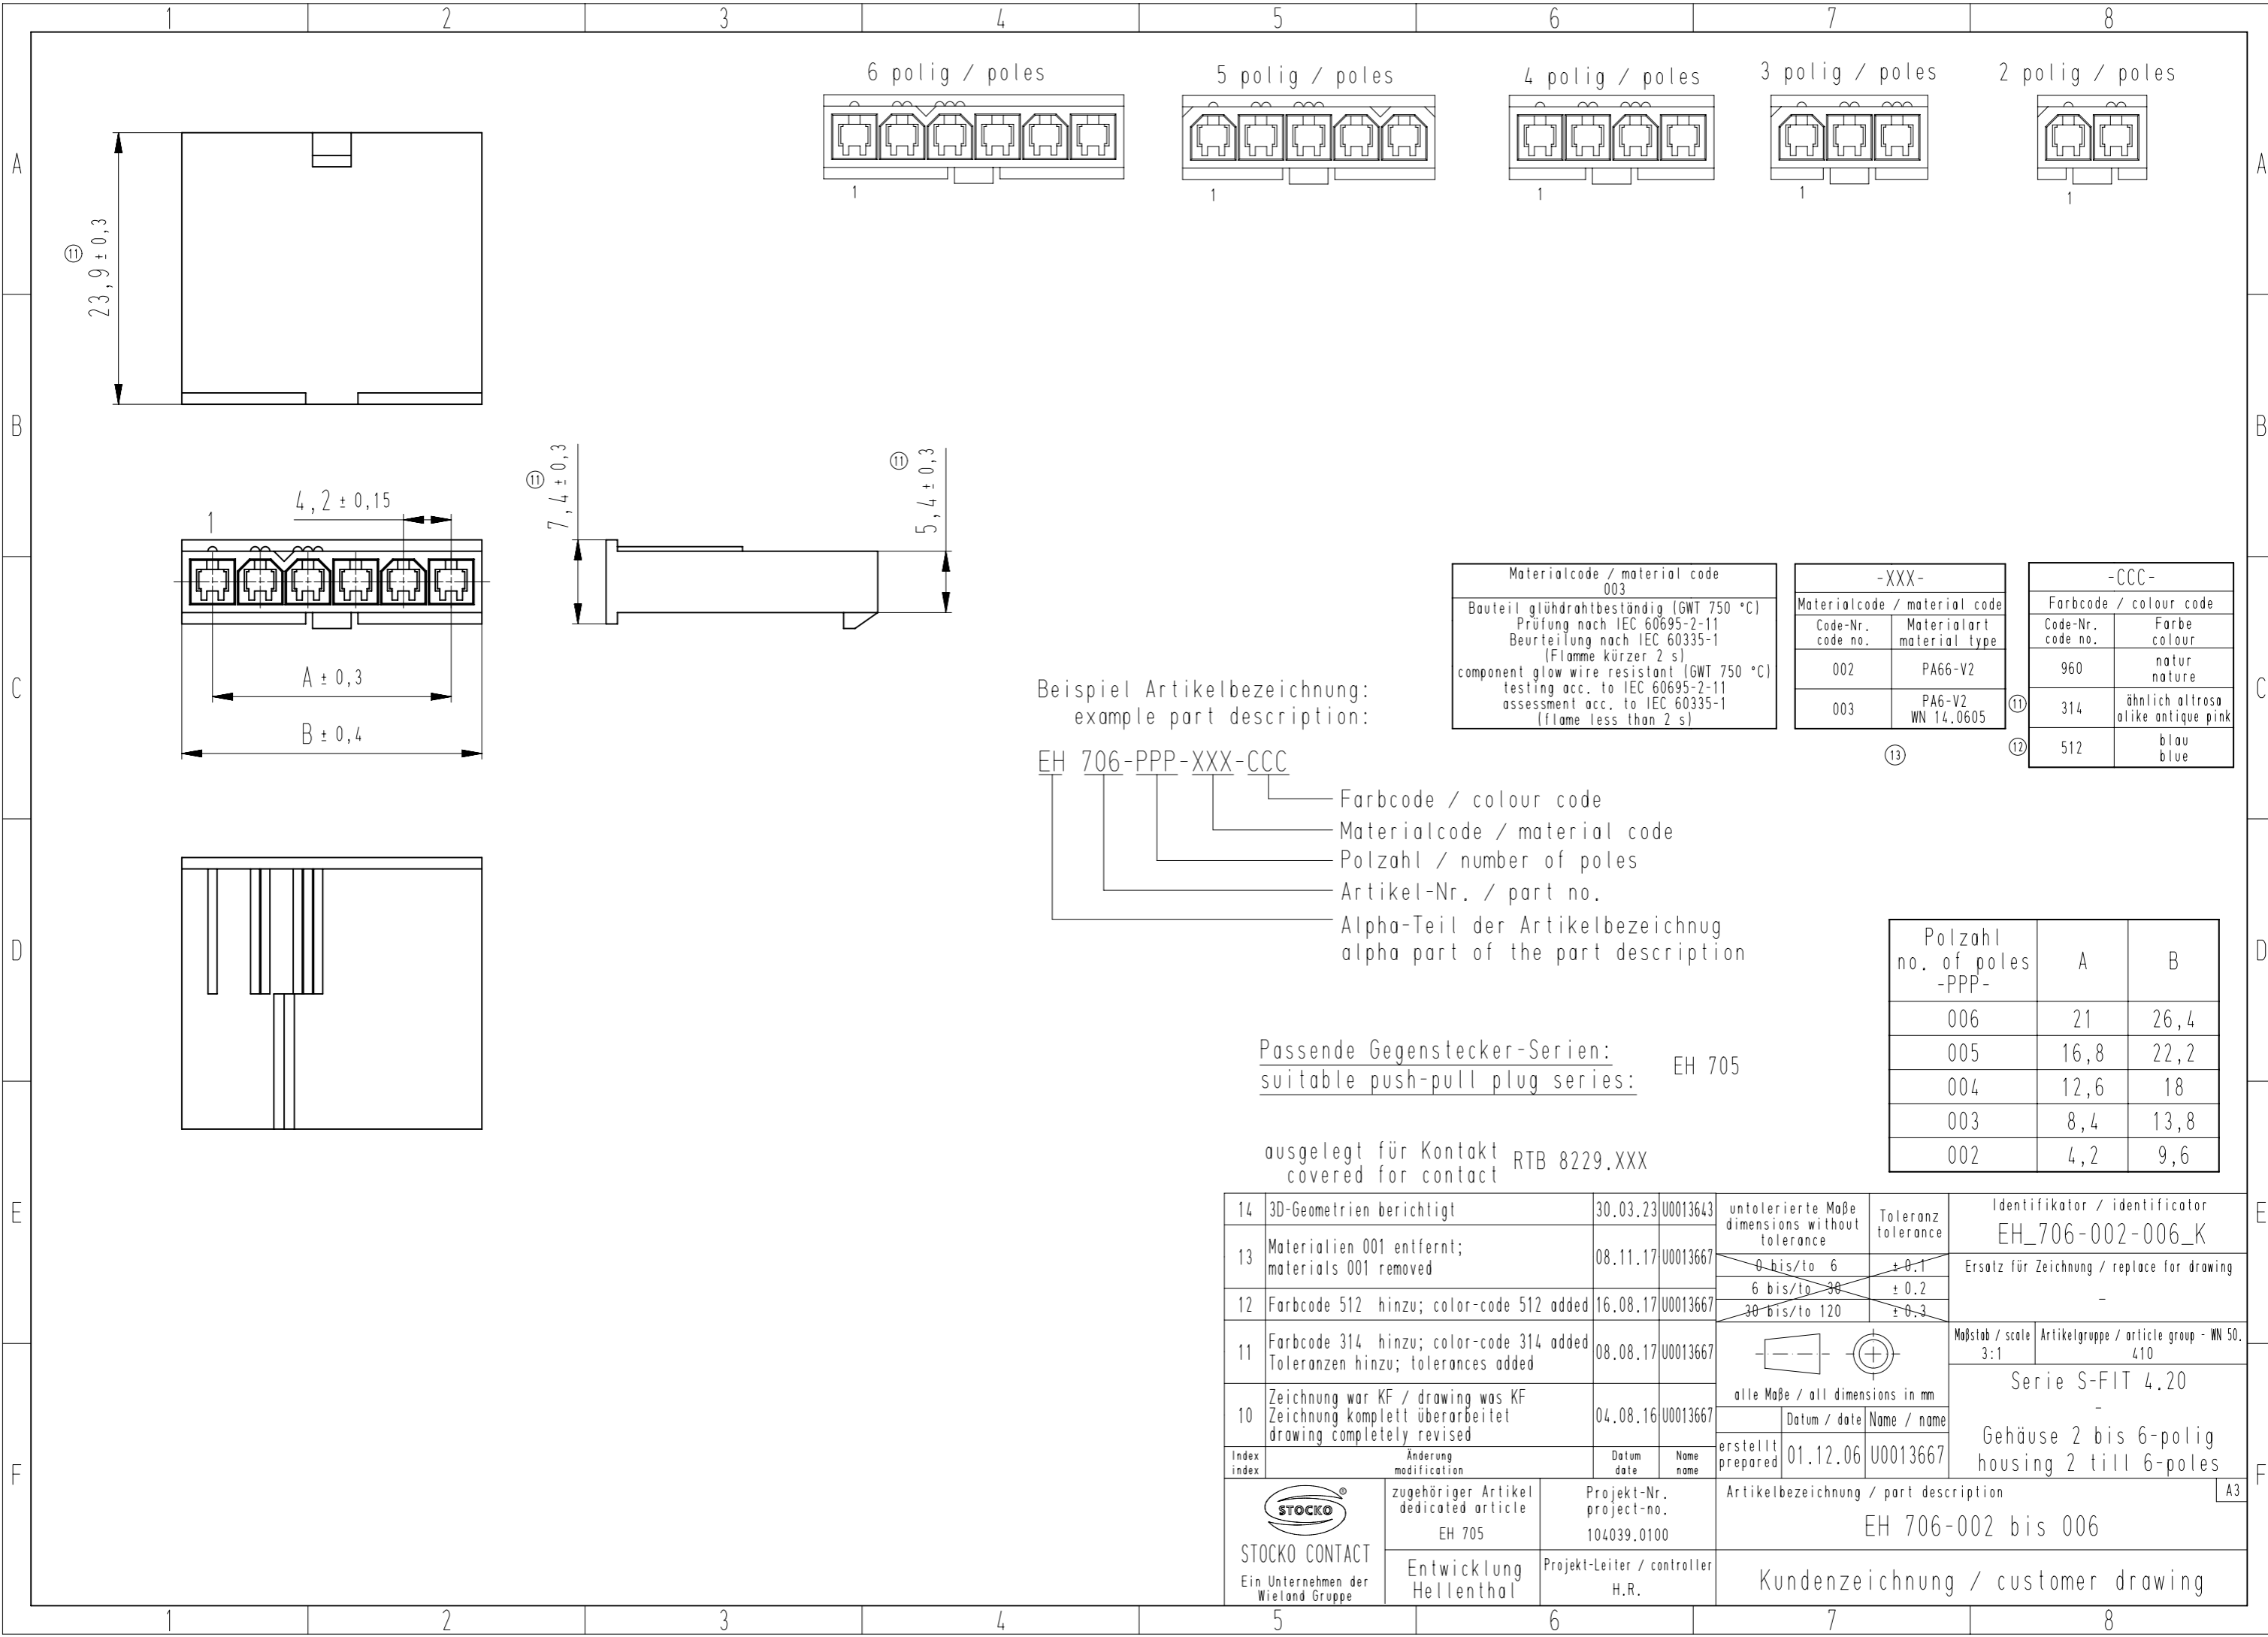 1 2 3 4 5 6 7 8
A
B
C
D
E
F
6 polig / poles
1
5 polig / poles
1
4 polig / poles
1
3 polig / poles
1
2 polig / poles
1
⑪
23,9 ± 0,3
1
4,2 ± 0,15
A ± 0,3
B ± 0,4
⑪
7,4 ± 0,3
⑪
5,4 ± 0,3
Materialcode / material code
003
Bauteil glühdrahtbeständig (GWT 750 °C)
Prüfung nach IEC 60695-2-11
Beurteilung nach IEC 60335-1
(Flamme kürzer 2 s)
component glow wire resistant (GWT 750 °C)
testing acc. to IEC 60695-2-11
assessment acc. to IEC 60335-1
(flame less than 2 s)
-XXX-
Materialcode / material code
Code-Nr. Materialart
code no. material type
002 PA66-V2
003 PA6-V2
WN 14.0605
⑬
-CCC-
Farbcode / colour code
Code-Nr. Farbe
code no. colour
960 natur
nature
⑪ 314 ähnlich altrosa
alike antique pink
⑫ 512 blau
blue
Beispiel Artikelbezeichnung:
example part description:
EH 706-PPP-XXX-CCC
Farbcode / colour code
Materialcode / material code
Polzahl / number of poles
Artikel-Nr. / part no.
Alpha-Teil der Artikelbezeichnug
alpha part of the part description
Polzahl
no. of poles A B
-PPP-
006 21 26,4
005 16,8 22,2
004 12,6 18
003 8,4 13,8
002 4,2 9,6
Passende Gegenstecker-Serien:
suitable push-pull plug series: EH 705
ausgelegt für Kontakt
covered for contact RTB 8229.XXX
14 3D-Geometrien berichtigt 30.03.23 U0013643
13 Materialien 001 entfernt;
materials 001 removed 08.11.17 U0013667
12 Farbcode 512 hinzu; color-code 512 added 16.08.17 U0013667
11 Farbcode 314 hinzu; color-code 314 added
Toleranzen hinzu; tolerances added 08.08.17 U0013667
10 Zeichnung war KF / drawing was KF
Zeichnung komplett überarbeitet
drawing completely revised 04.08.16 U0013667
Index Änderung Datum Name
index modification date name
untolerierte Maße
dimensions without
tolerance
Toleranz
tolerance
0 bis/to 6 ± 0.1
6 bis/to 30 ± 0.2
30 bis/to 120 ± 0.3
alle Maße / all dimensions in mm
Datum / date Name / name
erstellt
prepared 01.12.06 U0013667
Identifikator / identificator
EH_706-002-006_K
Ersatz für Zeichnung / replace for drawing
-
Maßstab / scale
3:1
Artikelgruppe / article group - WN 50.
410
Serie S-FIT 4.20
-
Gehäuse 2 bis 6-polig
housing 2 till 6-poles
STOCKO ®
STOCKO CONTACT
Ein Unternehmen der
Wieland Gruppe
zugehöriger Artikel
dedicated article
EH 705
Entwicklung
Hellenthal
Projekt-Nr.
project-no.
104039.0100
Projekt-Leiter / controller
H.R.
Artikelbezeichnung / part description
A3
EH 706-002 bis 006
Kundenzeichnung / customer drawing
A
B
C
D
E
F
1 2 3 4 5 6 7 8